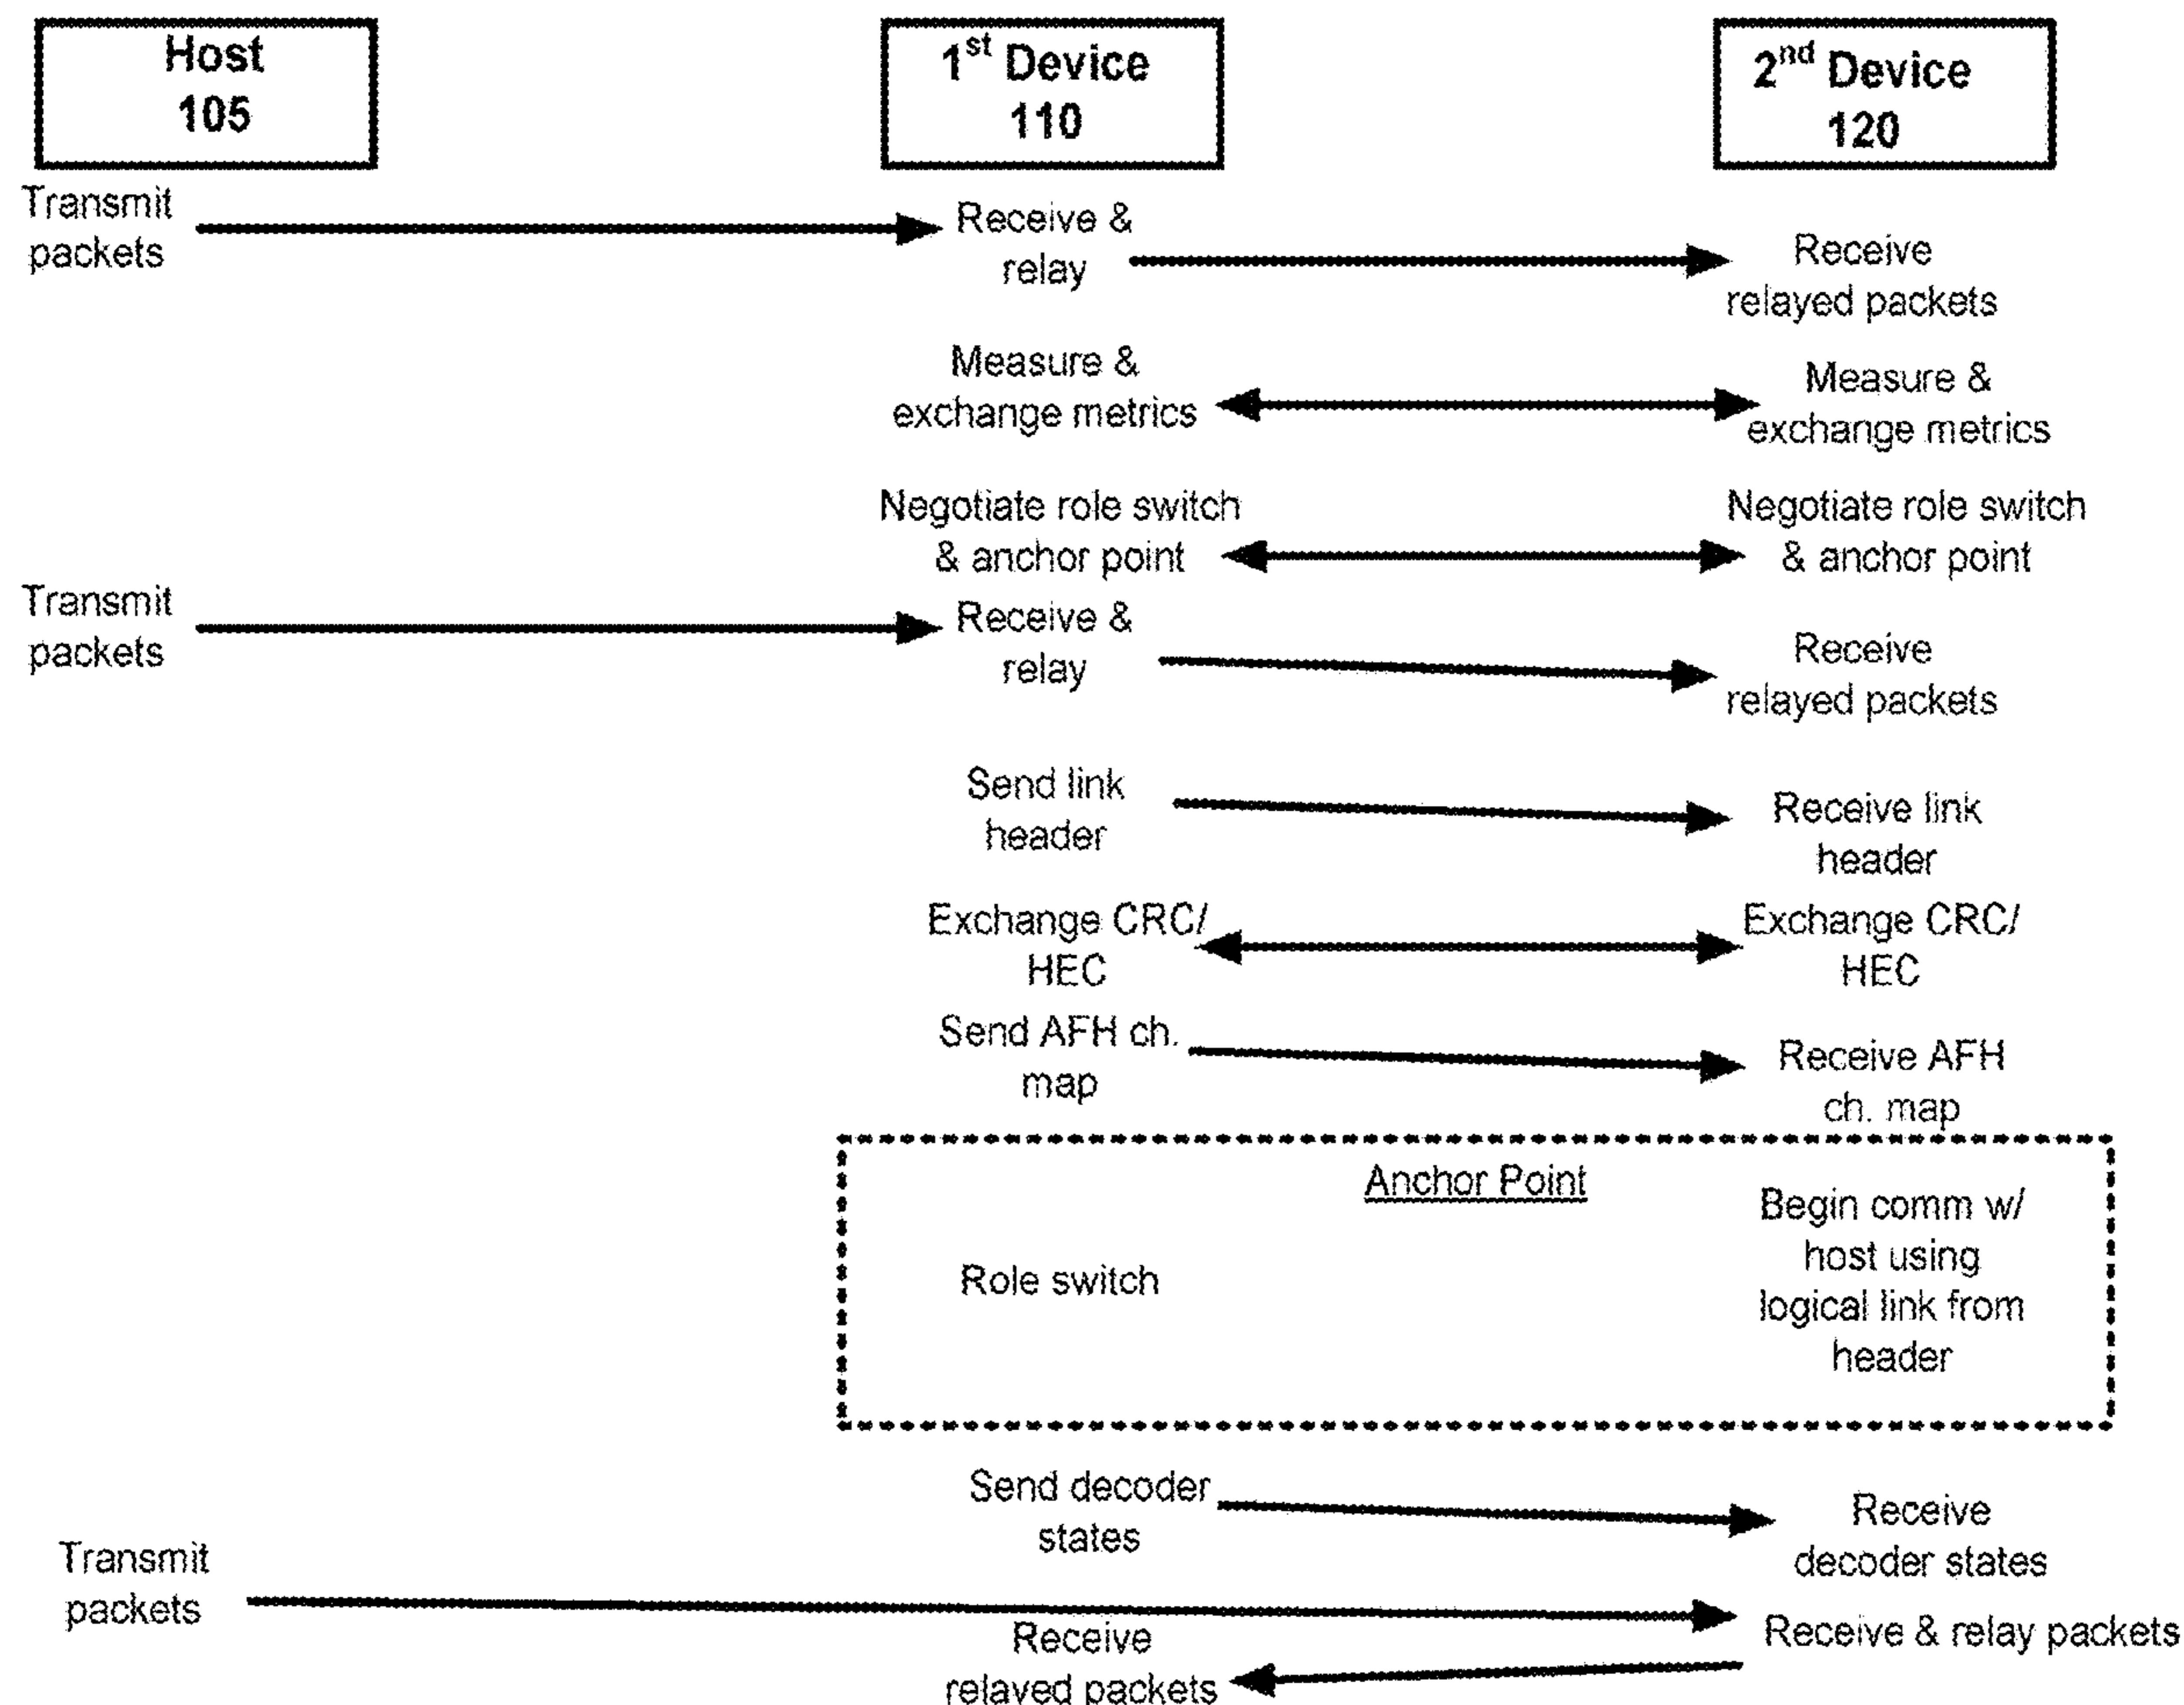 Host
105
1st Device
110
2nd Device
120
Transmit
packets
Receive &
relay
Receive
relayed packets
Measure &
exchange metrics
Measure &
exchange metrics
Negotiate role switch
& anchor point
Negotiate role switch
& anchor point
Transmit
packets
Receive &
relay
Receive
relayed packets
Send link
header
Receive link
header
Exchange CRC/
HEC
Exchange CRC/
HEC
Send AFH ch.
map
Receive AFH
ch. map
Anchor Point
Role switch
Begin comm w/
host using
logical link from
header
Send decoder
states
Receive
decoder states
Transmit
packets
Receive & relay packets
Receive
relayed packets